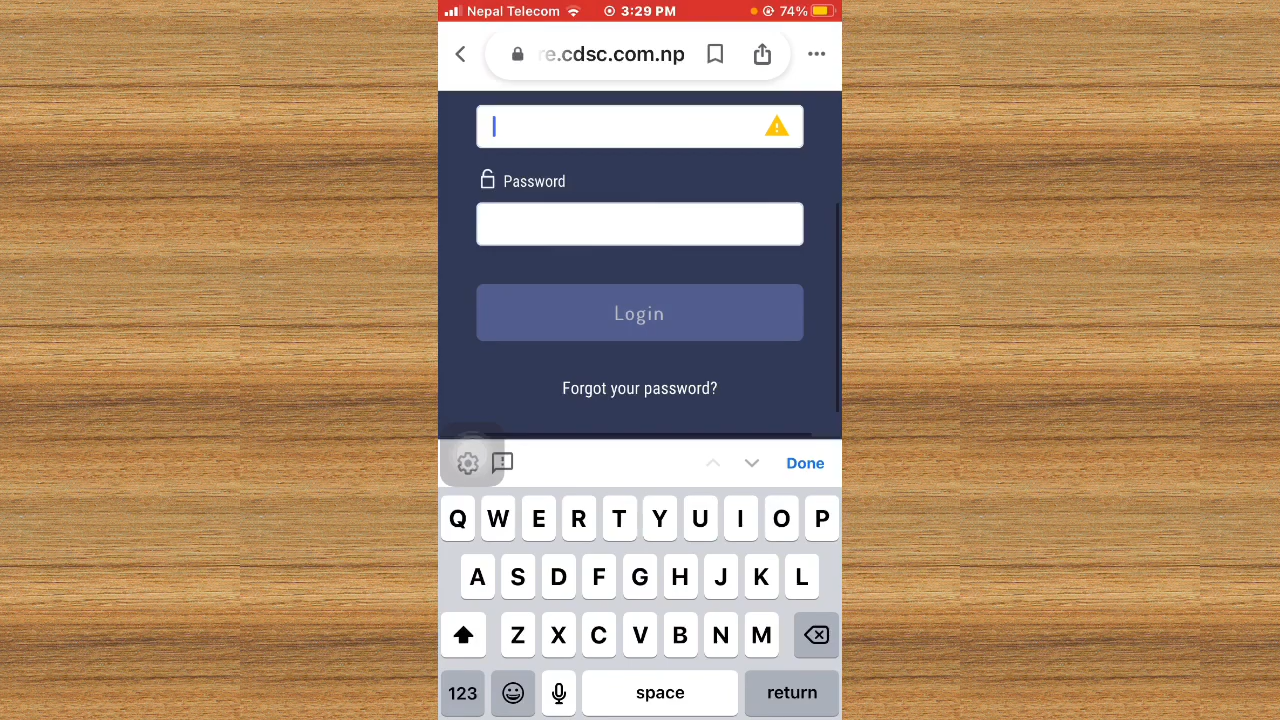 Nepal Telecom 3:29 PM 74%
re.cdsc.com.np
Password
Login
Forgot your password?
Done
Q W E R T Y U I O P
A S D F G H J K L
Z X C V B N M
123 space return